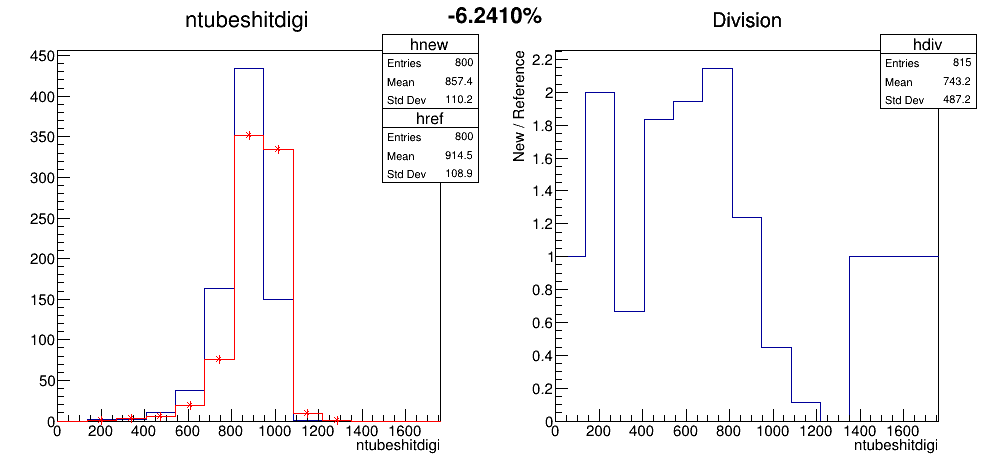 -6.2410%
ntubeshitdigi
hnew
Entries 800
Mean 857.4
Std Dev 110.2
href
Entries 800
Mean 914.5
Std Dev 108.9
450
400
350
300
250
200
150
100
50
0
0 200 400 600 800 1000 1200 1400 1600
ntubeshitdigi
Division
hdiv
Entries 815
Mean 743.2
Std Dev 487.2
New / Reference
2.2
2
1.8
1.6
1.4
1.2
1
0.8
0.6
0.4
0.2
0
0 200 400 600 800 1000 1200 1400 1600
ntubeshitdigi